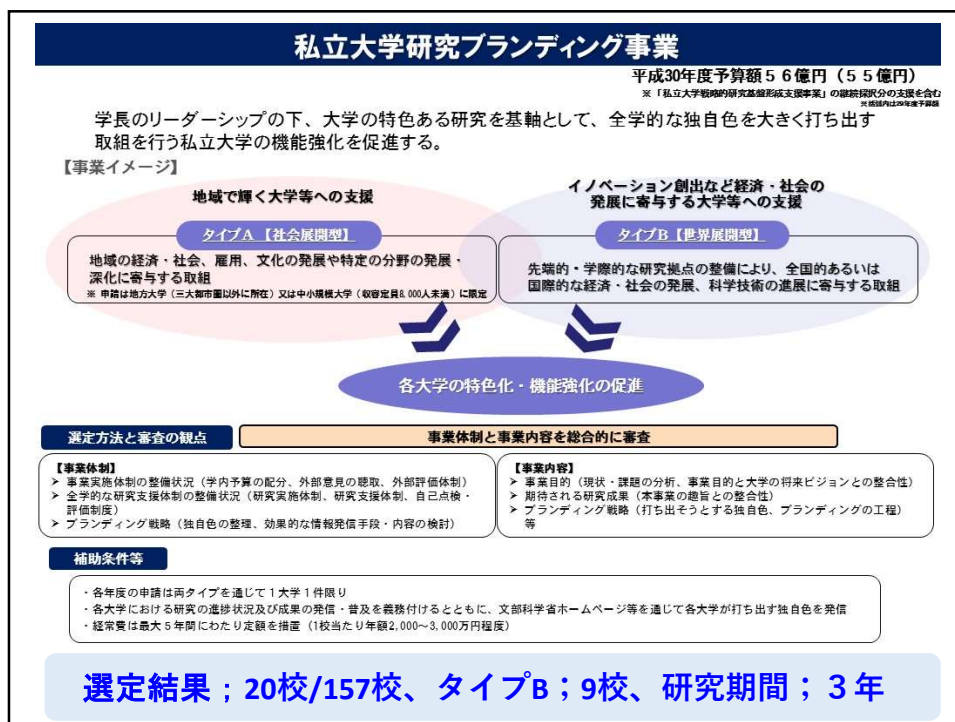 私立大学研究ブランディング事業
平成30年度予算額５６億円（５５億円）
※「私立大学戦略的研究基盤形成支援事業」の継続採択分の支援を含む
※括弧内は29年度予算額
学長のリーダーシップの下、大学の特色ある研究を基軸として、全学的な独自色を大きく打ち出す
取組を行う私立大学の機能強化を促進する。
【事業イメージ】
地域で輝く大学等への支援
イノベーション創出など経済・社会の
発展に寄与する大学等への支援
タイプA【社会展開型】
地域の経済・社会、雇用、文化の発展や特定の分野の発展・
深化に寄与する取組
※ 申請は地方大学（三大都市圏以外に所在）又は中小規模大学（収容定員8,000人未満）に限定
タイプB【世界展開型】
先端的・学際的な研究拠点の整備により、全国的あるいは
国際的な経済・社会の発展、科学技術の進展に寄与する取組
各大学の特色化・機能強化の促進
選定方法と審査の観点
事業体制と事業内容を総合的に審査
【事業体制】
➢ 事業実施体制の整備状況（学内予算の配分、外部意見の聴取、外部評価体制）
➢ 全学的な研究支援体制の整備状況（研究実施体制、研究支援体制、自己点検・
評価制度）
➢ ブランディング戦略（独自色の整理、効果的な情報発信手段・内容の検討）
【事業内容】
➢ 事業目的（現状・課題の分析、事業目的と大学の将来ビジョンとの整合性）
➢ 期待される研究成果（本事業の趣旨との整合性）
➢ ブランディング戦略（打ち出そうとする独自色、ブランディングの工程）
等
補助条件等
・各年度の申請は両タイプを通じて１大学１件限り
・各大学における研究の進捗状況及び成果の発信・普及を義務付けるとともに、文部科学省ホームページ等を通じて各大学が打ち出す独自色を発信
・経常費は最大５年間にわたり定額を措置（1校当たり年額2,000～3,000万円程度）
選定結果；20校/157校、タイプB；9校、研究期間；３年